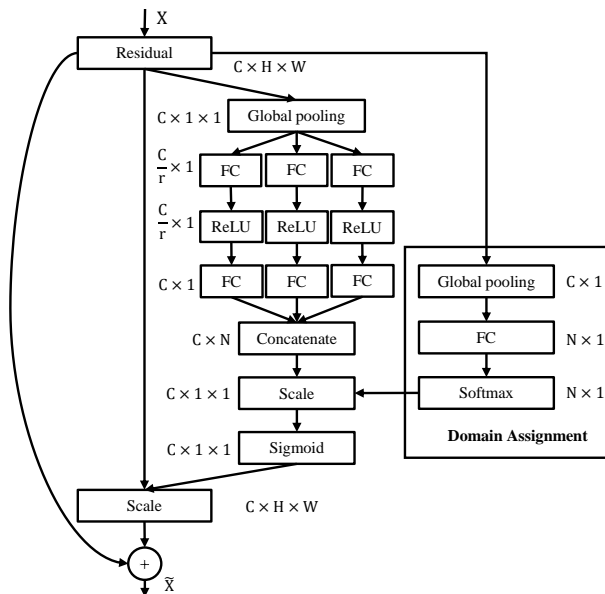 X
Residual
C × H × W
C × 1 × 1
Global pooling
C/r × 1
FC FC FC
C/r × 1
ReLU ReLU ReLU
C × 1
FC FC FC
Global pooling
C × 1
C × N
Concatenate
FC
N × 1
C × 1 × 1
Scale
Softmax
N × 1
Domain Assignment
C × 1 × 1
Sigmoid
Scale
C × H × W
+
X̃